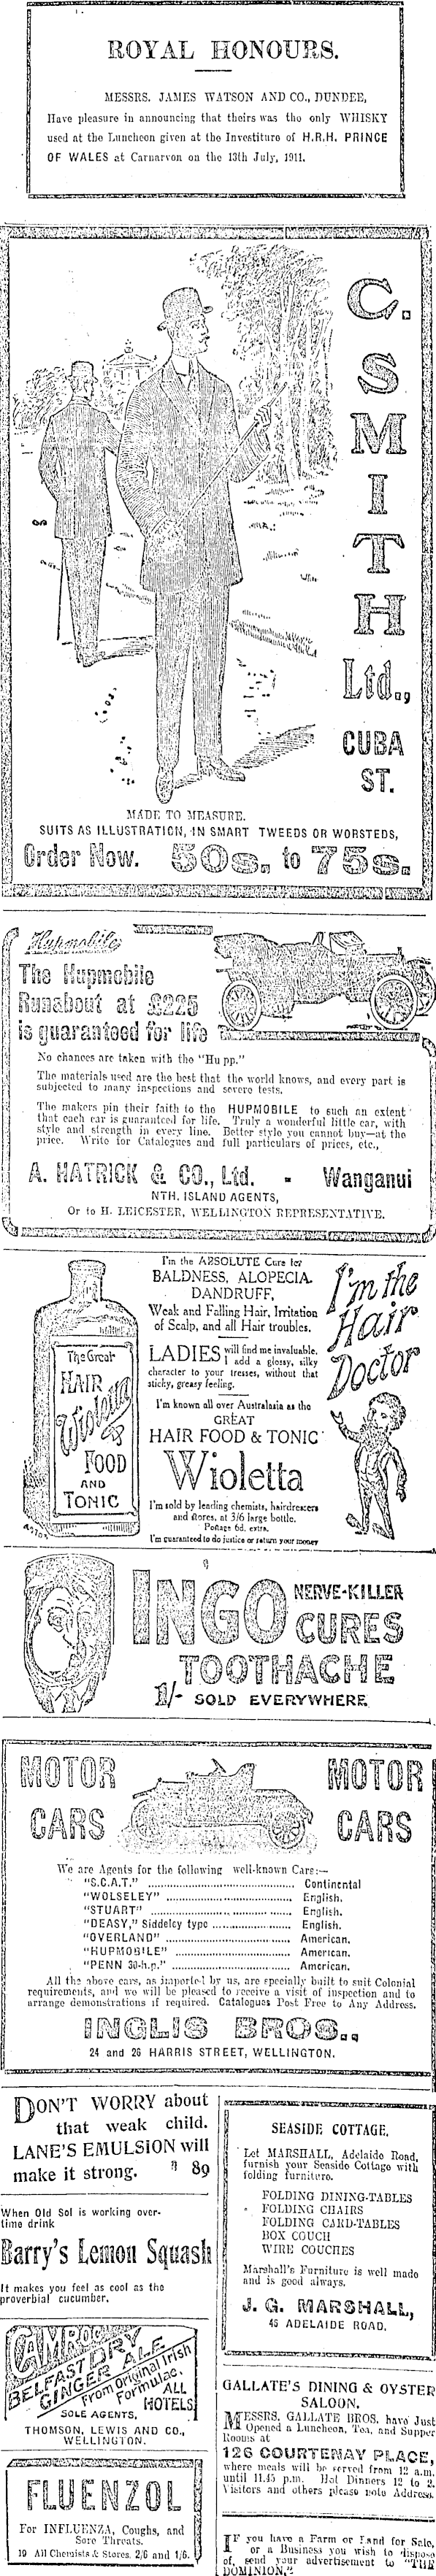 ROYAL HONOURS.
MESSRS. JAMES WATSON AND CO., DUNDEE,
Have pleasure in announcing that theirs was the only WHISKY
used at the Luncheon given at the Investiture of H.R.H. PRINCE
OF WALES at Carnarvon on the 13th July, 1911.
C. SMITH Ltd.,
CUBA
ST.
MADE TO MEASURE.
SUITS AS ILLUSTRATION, IN SMART TWEEDS OR WORSTEDS,
Order Now. 50s. to 75s.
Hupmobile
The Hupmobile
Runabout at £225
is guaranteed for life
No chances are taken with the "Hupp."
The materials used are the best that the world knows, and every part is
subjected to many inspections and severe tests.
The makers pin their faith to the HUPMOBILE to such an extent
that each car is guaranteed for life. Truly a wonderful little car, with
style and strength in every line. Better style you cannot buy—at the
price. Write for Catalogues and full particulars of prices, etc.,
A. HATRICK & CO., Ltd. - Wanganui
NTH. ISLAND AGENTS,
Or to H. LEICESTER, WELLINGTON REPRESENTATIVE.
The Great
HAIR
Wioletta
& FOOD
AND
TONIC
I'm the ABSOLUTE Cure for
BALDNESS, ALOPECIA.
DANDRUFF,
Weak and Falling Hair, Irritation
of Scalp, and all Hair troubles.
LADIES will find me invaluable.
I add a glossy, silky
character to your tresses, without that
sticky, greasy feeling.
I'm known all over Australasia as the
GREAT
HAIR FOOD & TONIC
Wioletta
I'm sold by leading chemists, hairdressers
and stores, at 3/6 large bottle.
Postage 6d. extra.
I'm guaranteed to do justice or return your money
I'm the
Hair
Doctor
INGO NERVE-KILLER
CURES
TOOTHACHE
1/- SOLD EVERYWHERE
MOTOR CARS
MOTOR CARS
We are Agents for the following well-known Cars:—
"S.C.A.T." ........ Continental
"WOLSELEY" ........ English.
"STUART" ........ English.
"DEASY," Siddeley type ........ English.
"OVERLAND" ........ American.
"HUPMOBILE" ........ American.
"PENN 30-h.p." ........ American.
All the above cars, as imported by us, are specially built to suit Colonial
requirements, and we will be pleased to receive a visit of inspection and to
arrange demonstrations if required. Catalogues Post Free to Any Address.
INGLIS BROS.,
24 and 26 HARRIS STREET, WELLINGTON.
DON'T WORRY about
that weak child.
LANE'S EMULSION will
make it strong. 89
When Old Sol is working over-
time drink
Barry's Lemon Squash
It makes you feel as cool as the
proverbial cucumber.
CAMROC
BELFAST DRY
GINGER ALE
From Original Irish
Formulae.
ALL
HOTELS
SOLE AGENTS,
THOMSON, LEWIS AND CO.,
WELLINGTON.
FLUENZOL
For INFLUENZA, Coughs, and
Sore Throats.
19 All Chemists & Stores. 2/6 and 1/6.
SEASIDE COTTAGE.
Let MARSHALL, Adelaide Road,
furnish your Seaside Cottage with
folding furniture.
FOLDING DINING-TABLES
FOLDING CHAIRS
FOLDING CARD-TABLES
BOX COUCH
WIRE COUCHES
Marshall's Furniture is well made
and is good always.
J. G. MARSHALL,
45 ADELAIDE ROAD.
GALLATE'S DINING & OYSTER
SALOON.
MESSRS. GALLATE BROS. have Just
Opened a Luncheon, Tea, and Supper
Rooms at
126 COURTENAY PLACE,
where meals will be served from 12 a.m.
until 11.45 p.m. Hot Dinners 12 to 2.
Visitors and others please note Address.
IF you have a Farm or Land for Sale,
or a Business you wish to dispose
of, send your advertisement to "THE
DOMINION."